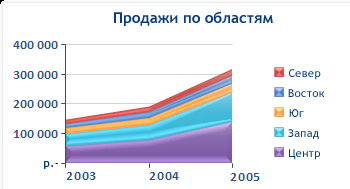 Продажи по областям
400 000
300 000
200 000
100 000
р.--
2003 2004 2005
Север
Восток
Юг
Запад
Центр